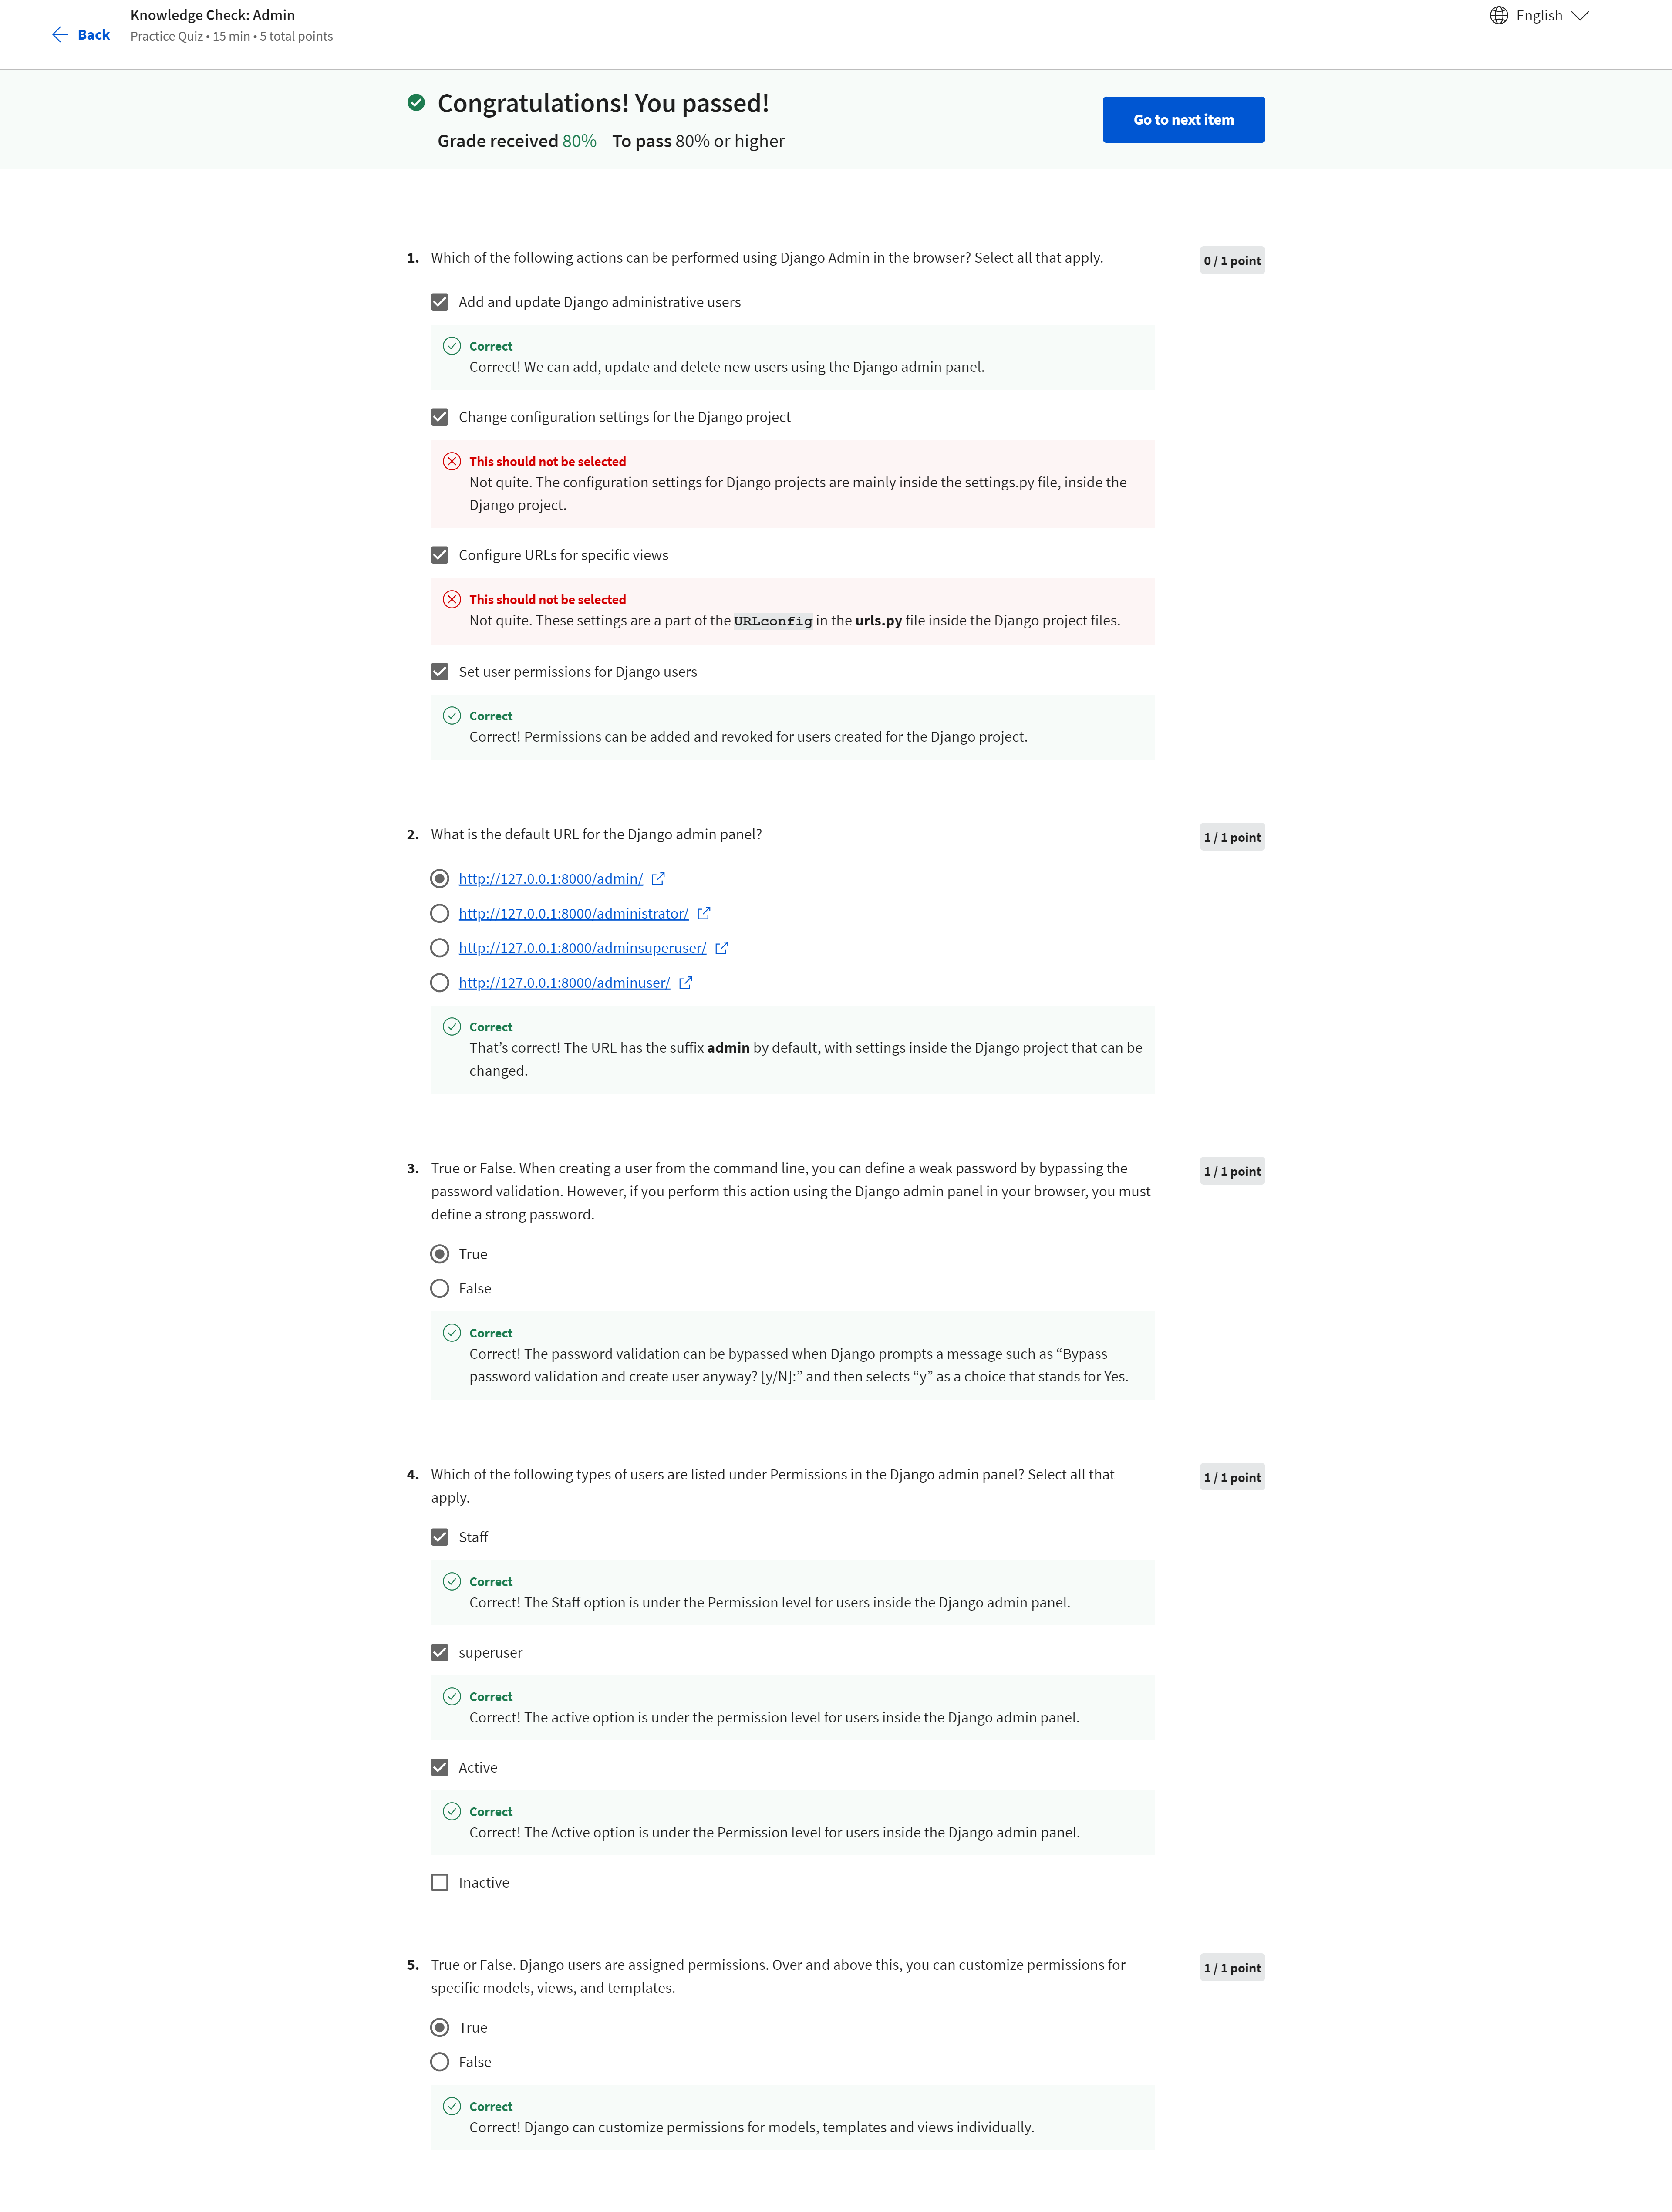 Back
Knowledge Check: Admin
Practice Quiz • 15 min • 5 total points
English
Congratulations! You passed!
Grade received 80% To pass 80% or higher
Go to next item
1. Which of the following actions can be performed using Django Admin in the browser? Select all that apply.
0 / 1 point
Add and update Django administrative users
Correct
Correct! We can add, update and delete new users using the Django admin panel.
Change configuration settings for the Django project
This should not be selected
Not quite. The configuration settings for Django projects are mainly inside the settings.py file, inside the
Django project.
Configure URLs for specific views
This should not be selected
Not quite. These settings are a part of the URLconfig in the urls.py file inside the Django project files.
Set user permissions for Django users
Correct
Correct! Permissions can be added and revoked for users created for the Django project.
2. What is the default URL for the Django admin panel?
1 / 1 point
http://127.0.0.1:8000/admin/
http://127.0.0.1:8000/administrator/
http://127.0.0.1:8000/adminsuperuser/
http://127.0.0.1:8000/adminuser/
Correct
That’s correct! The URL has the suffix admin by default, with settings inside the Django project that can be
changed.
3. True or False. When creating a user from the command line, you can define a weak password by bypassing the
password validation. However, if you perform this action using the Django admin panel in your browser, you must
define a strong password.
1 / 1 point
True
False
Correct
Correct! The password validation can be bypassed when Django prompts a message such as “Bypass
password validation and create user anyway? [y/N]:” and then selects “y” as a choice that stands for Yes.
4. Which of the following types of users are listed under Permissions in the Django admin panel? Select all that
apply.
1 / 1 point
Staff
Correct
Correct! The Staff option is under the Permission level for users inside the Django admin panel.
superuser
Correct
Correct! The active option is under the permission level for users inside the Django admin panel.
Active
Correct
Correct! The Active option is under the Permission level for users inside the Django admin panel.
Inactive
5. True or False. Django users are assigned permissions. Over and above this, you can customize permissions for
specific models, views, and templates.
1 / 1 point
True
False
Correct
Correct! Django can customize permissions for models, templates and views individually.